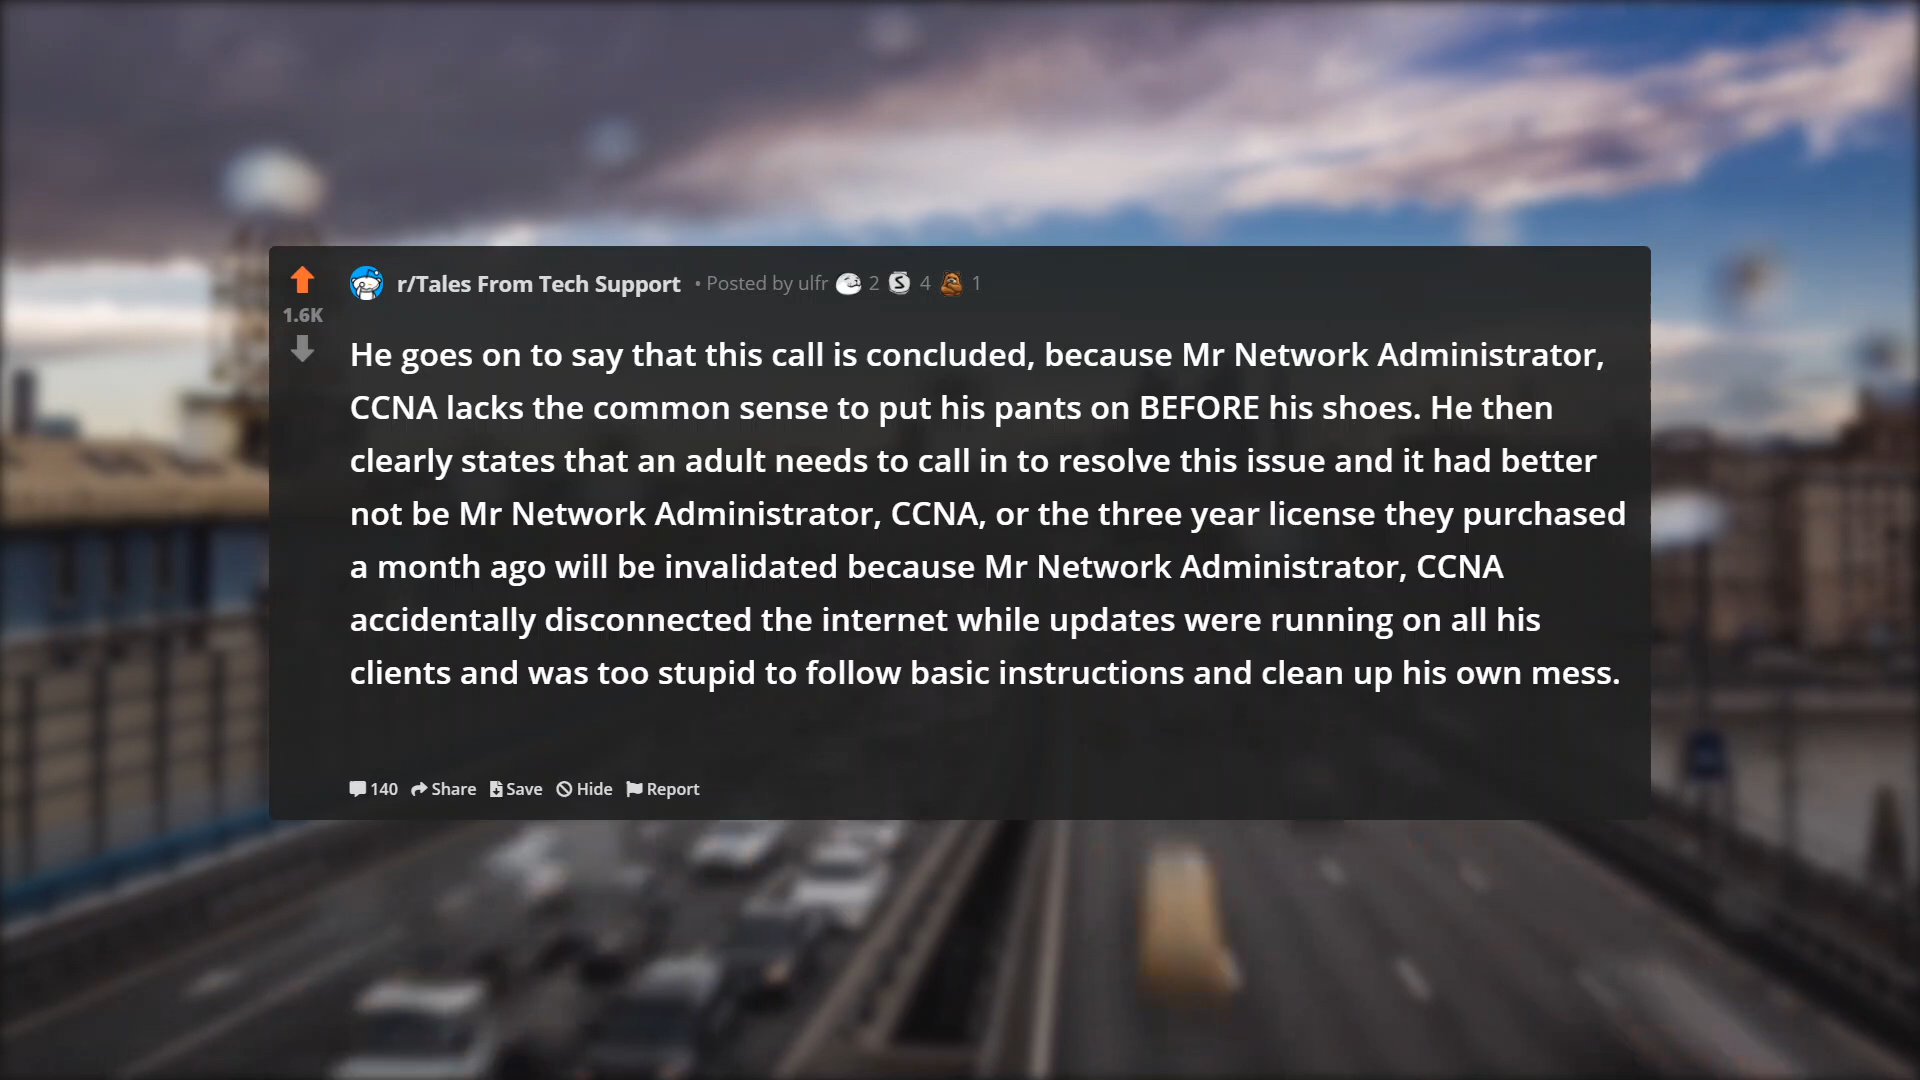 r/Tales From Tech Support • Posted by ulfr 2 4 1
1.6K
He goes on to say that this call is concluded, because Mr Network Administrator,
CCNA lacks the common sense to put his pants on BEFORE his shoes. He then
clearly states that an adult needs to call in to resolve this issue and it had better
not be Mr Network Administrator, CCNA, or the three year license they purchased
a month ago will be invalidated because Mr Network Administrator, CCNA
accidentally disconnected the internet while updates were running on all his
clients and was too stupid to follow basic instructions and clean up his own mess.
140 Share Save Hide Report